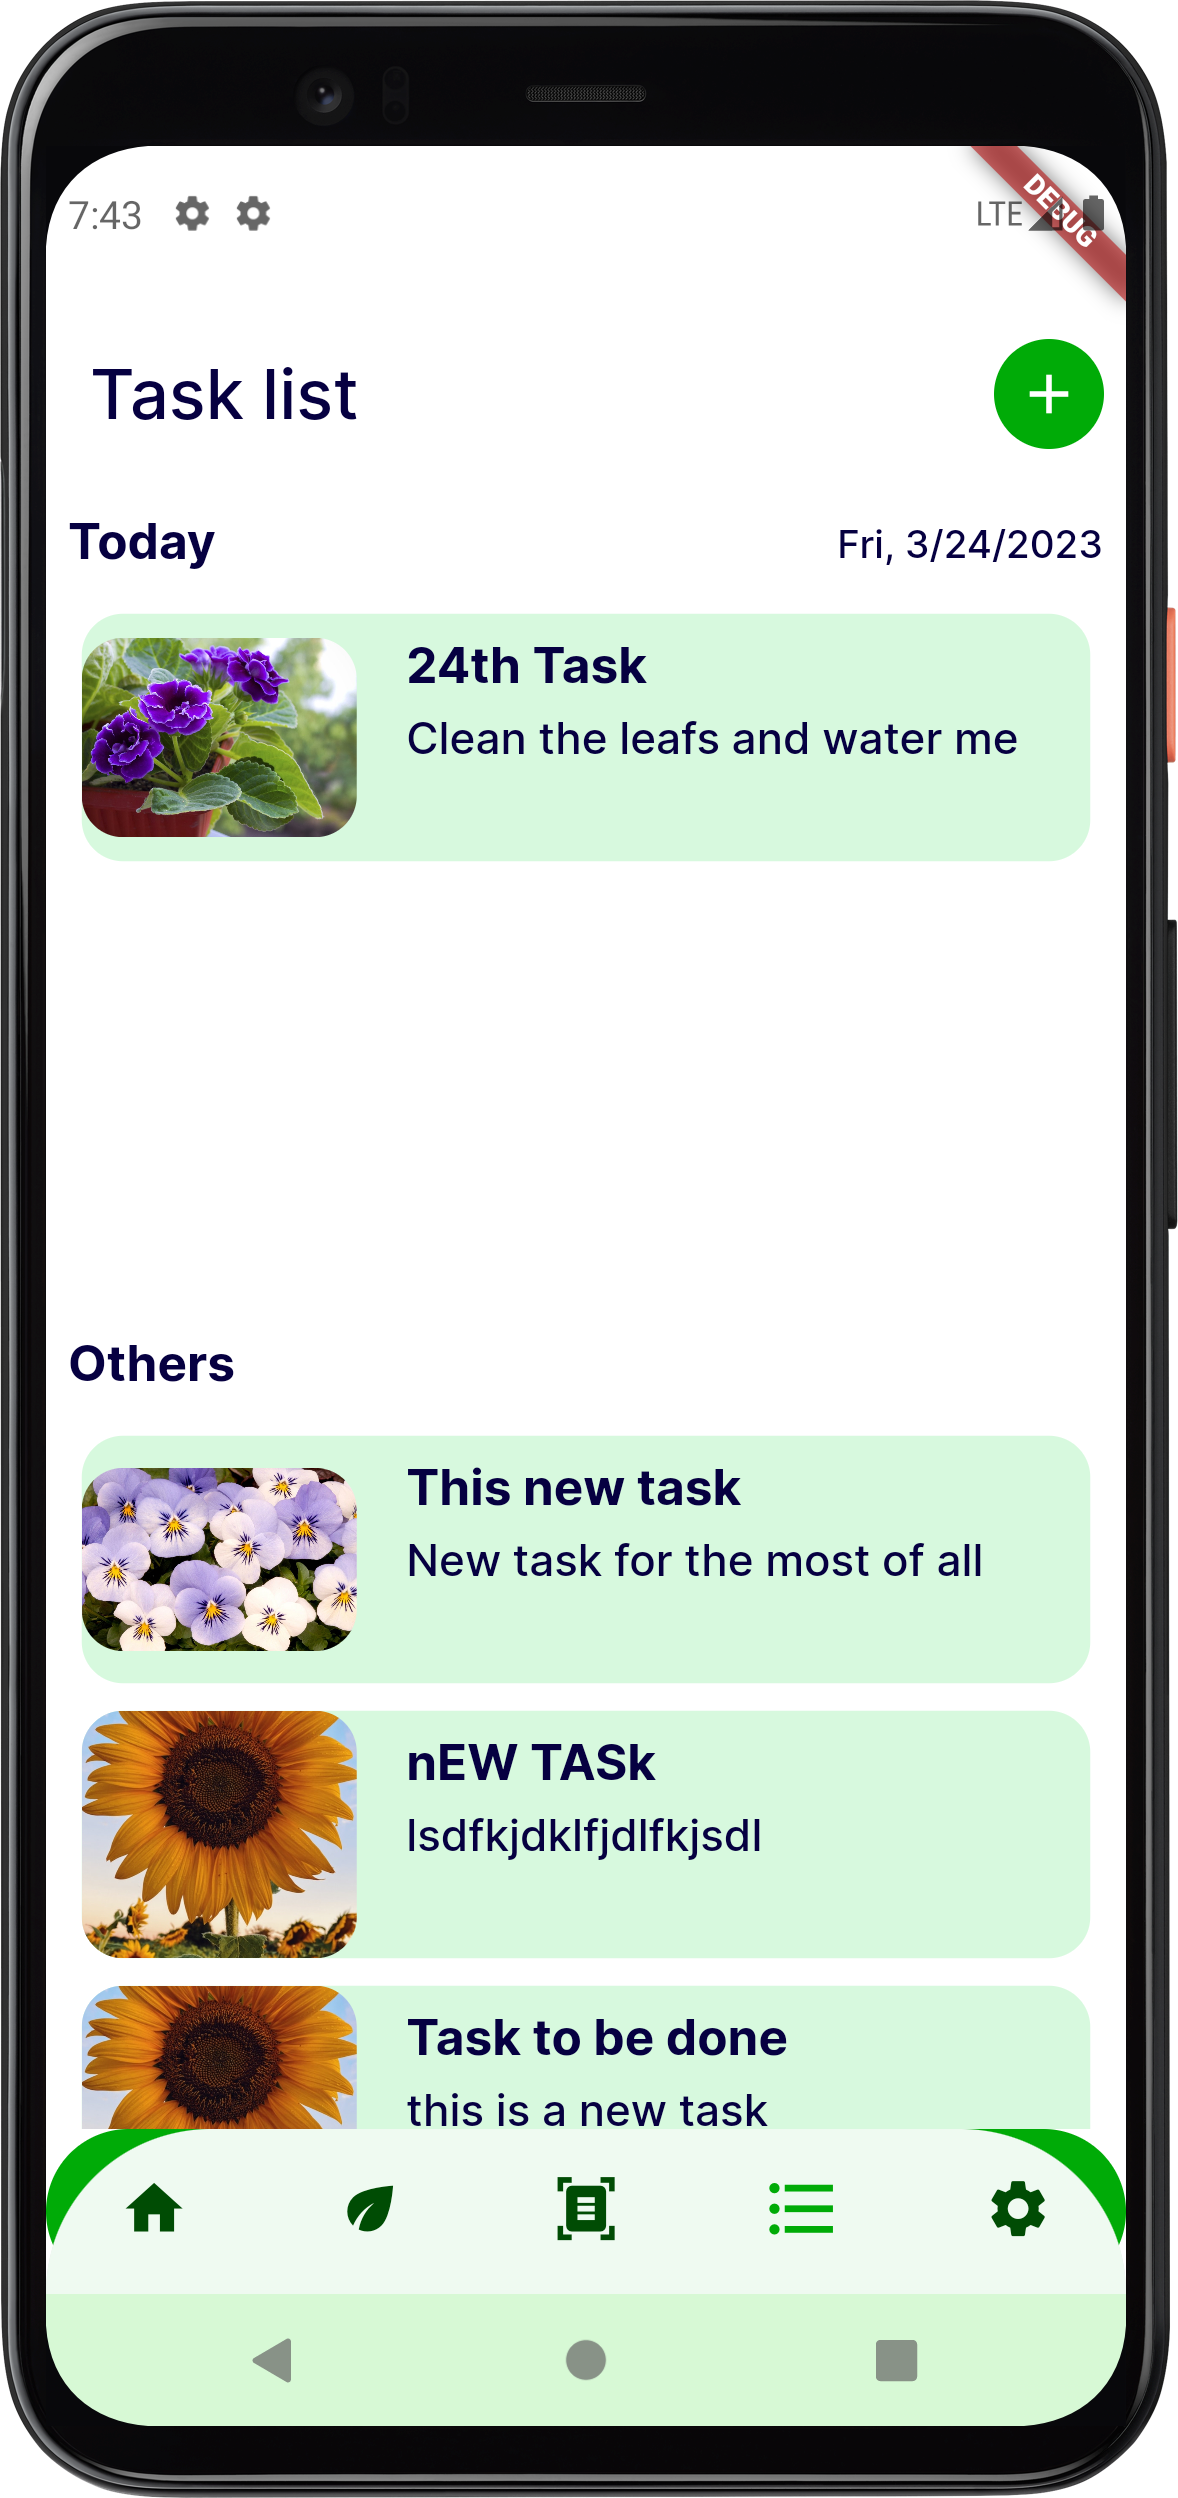 7:43 LTE
DEBUG
Task list
Today Fri, 3/24/2023
24th Task
Clean the leafs and water me
Others
This new task
New task for the most of all
nEW TASk
lsdfkjdklfjdlfkjsdl
Task to be done
this is a new task